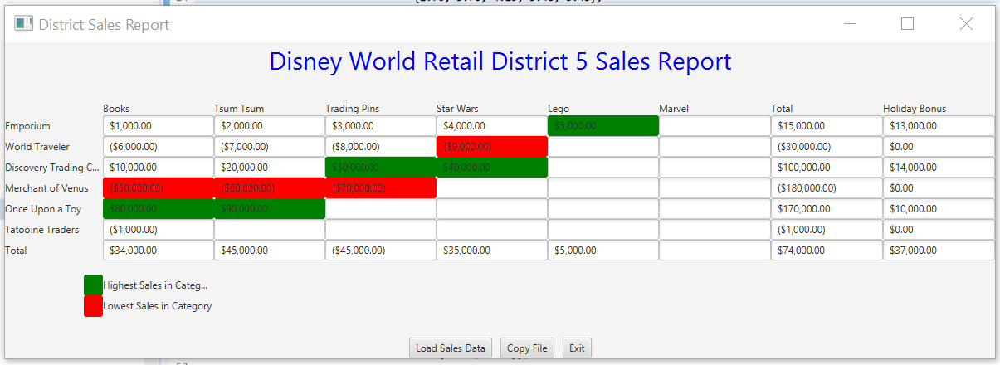 District Sales Report
Disney World Retail District 5 Sales Report
Books Tsum Tsum Trading Pins Star Wars Lego Marvel Total Holiday Bonus
Emporium $1,000.00 $2,000.00 $3,000.00 $4,000.00 $5,000.00 $15,000.00 $13,000.00
World Traveler ($6,000.00) ($7,000.00) ($8,000.00) ($9,000.00) ($30,000.00) $0.00
Discovery Trading C... $10,000.00 $20,000.00 $30,000.00 $40,000.00 $100,000.00 $14,000.00
Merchant of Venus ($50,000.00) ($60,000.00) ($70,000.00) ($180,000.00) $0.00
Once Upon a Toy $80,000.00 $90,000.00 $170,000.00 $10,000.00
Tatooine Traders ($1,000.00) ($1,000.00) $0.00
Total $34,000.00 $45,000.00 ($45,000.00) $35,000.00 $5,000.00 $74,000.00 $37,000.00
Highest Sales in Categ...
Lowest Sales in Category
Load Sales Data Copy File Exit